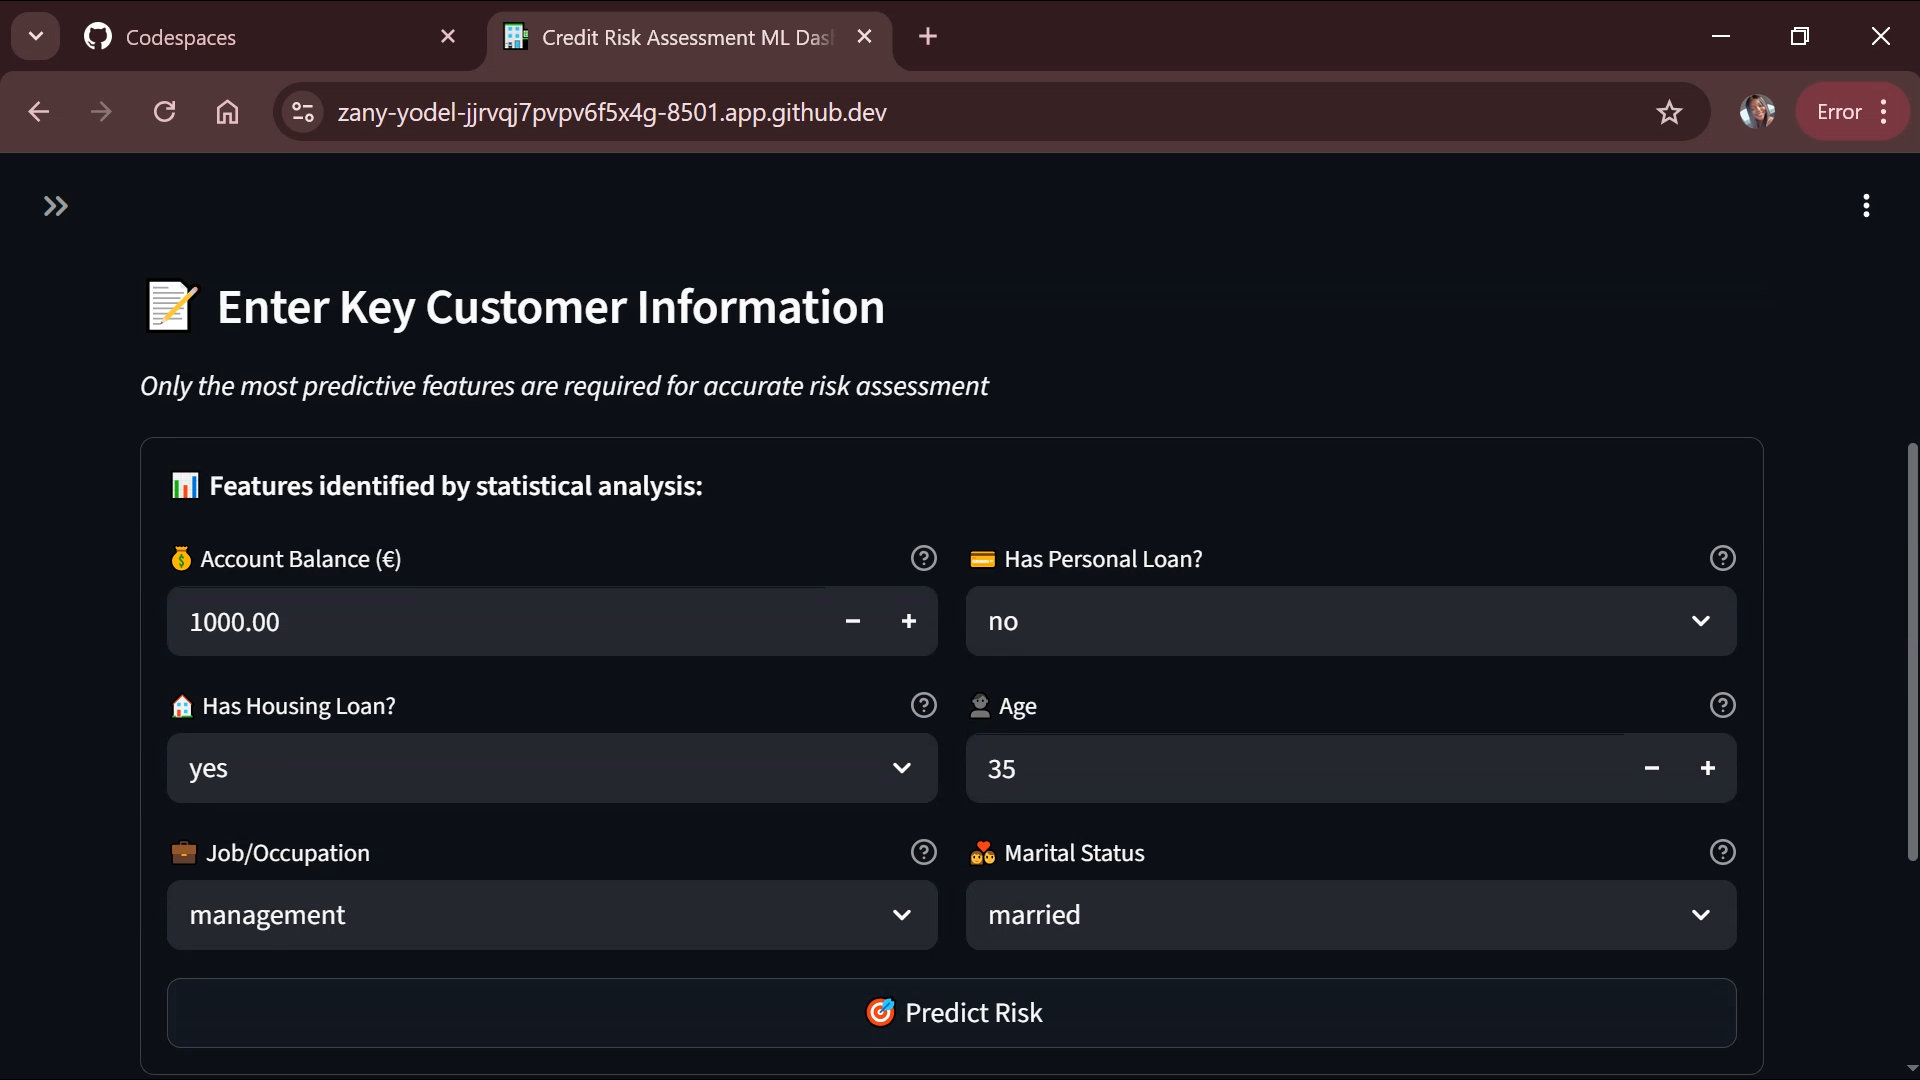 Codespaces
Credit Risk Assessment ML Das
zany-yodel-jjrvqj7pvpv6f5x4g-8501.app.github.dev
Error
Enter Key Customer Information
Only the most predictive features are required for accurate risk assessment
Features identified by statistical analysis:
Account Balance (€)
Has Personal Loan?
1000.00
no
Has Housing Loan?
Age
yes
35
Job/Occupation
Marital Status
management
married
Predict Risk